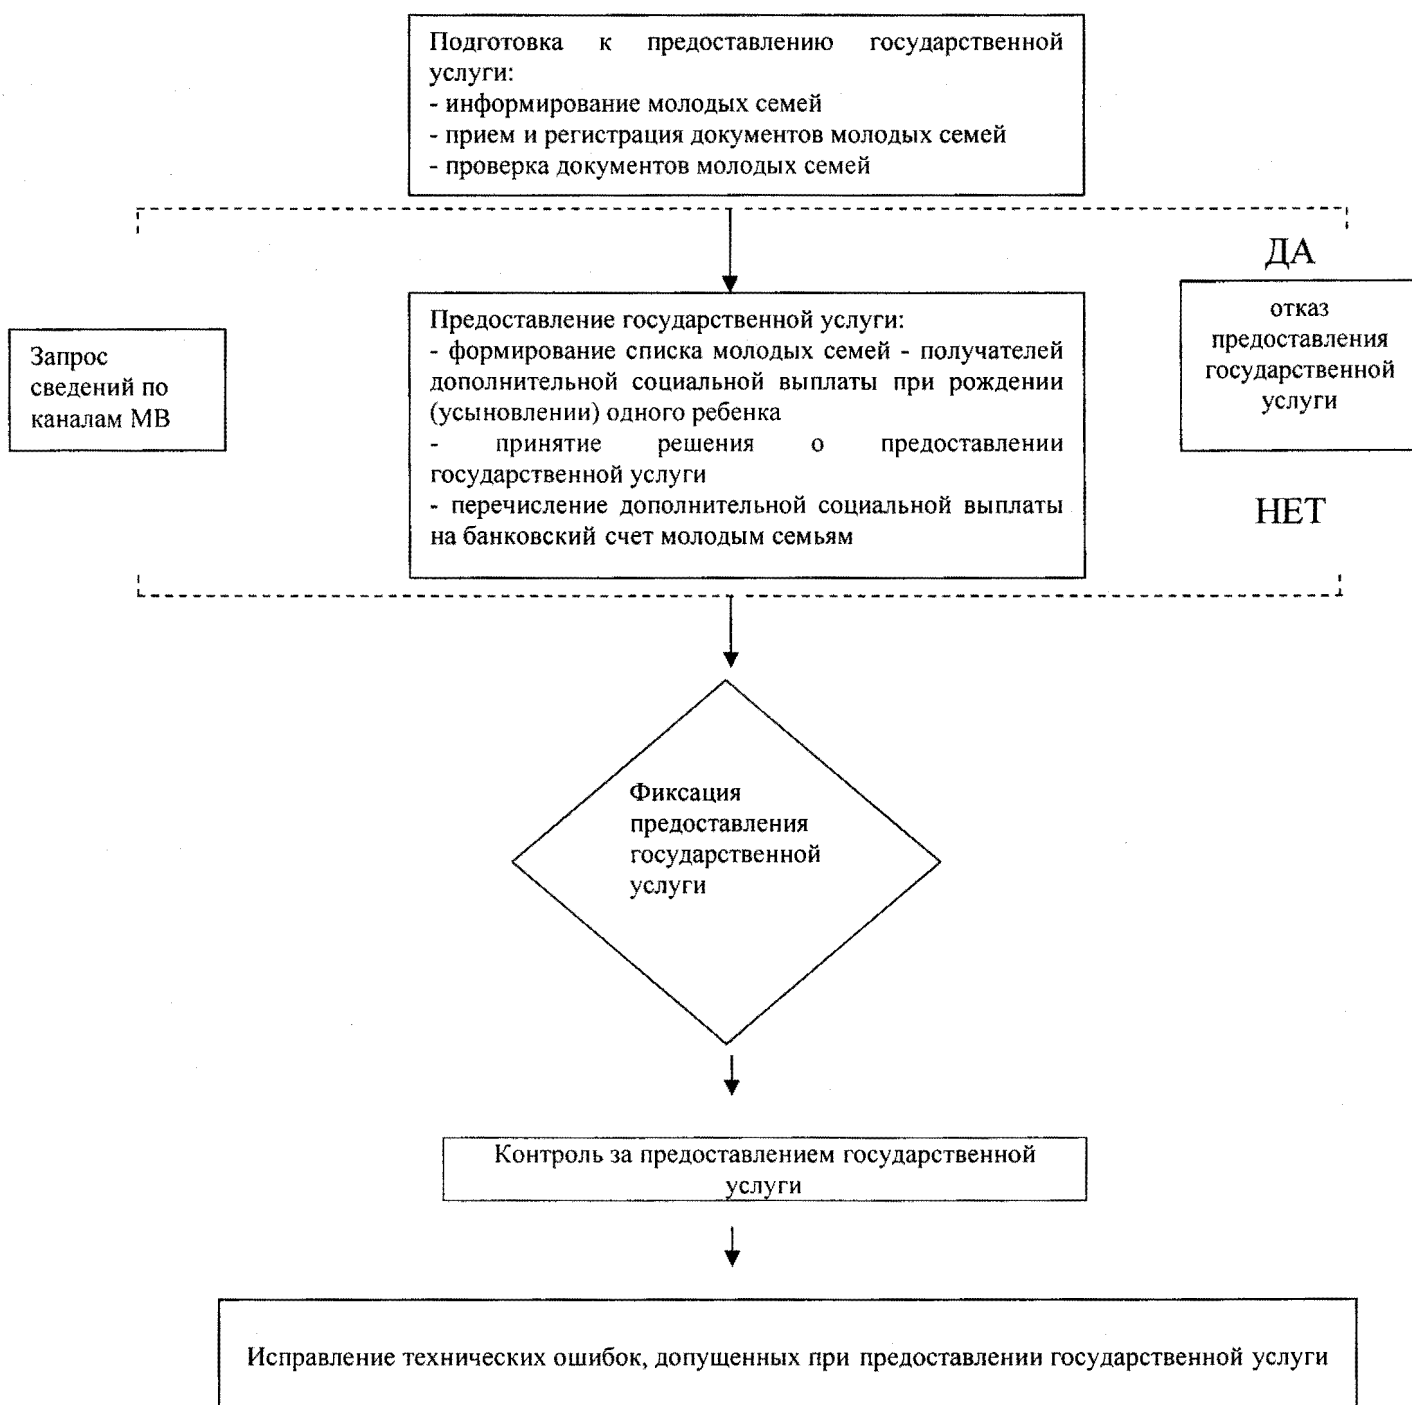 Подготовка к предоставлению государственной
услуги:
- информирование молодых семей
- прием и регистрация документов молодых семей
- проверка документов молодых семей
ДА
отказ
предоставления
государственной
услуги
Запрос
сведений по
каналам МВ
Предоставление государственной услуги:
- формирование списка молодых семей - получателей
дополнительной социальной выплаты при рождении
(усыновлении) одного ребенка
- принятие решения о предоставлении
государственной услуги
- перечисление дополнительной социальной выплаты
на банковский счет молодым семьям
НЕТ
Фиксация
предоставления
государственной
услуги
Контроль за предоставлением государственной
услуги
Исправление технических ошибок, допущенных при предоставлении государственной услуги